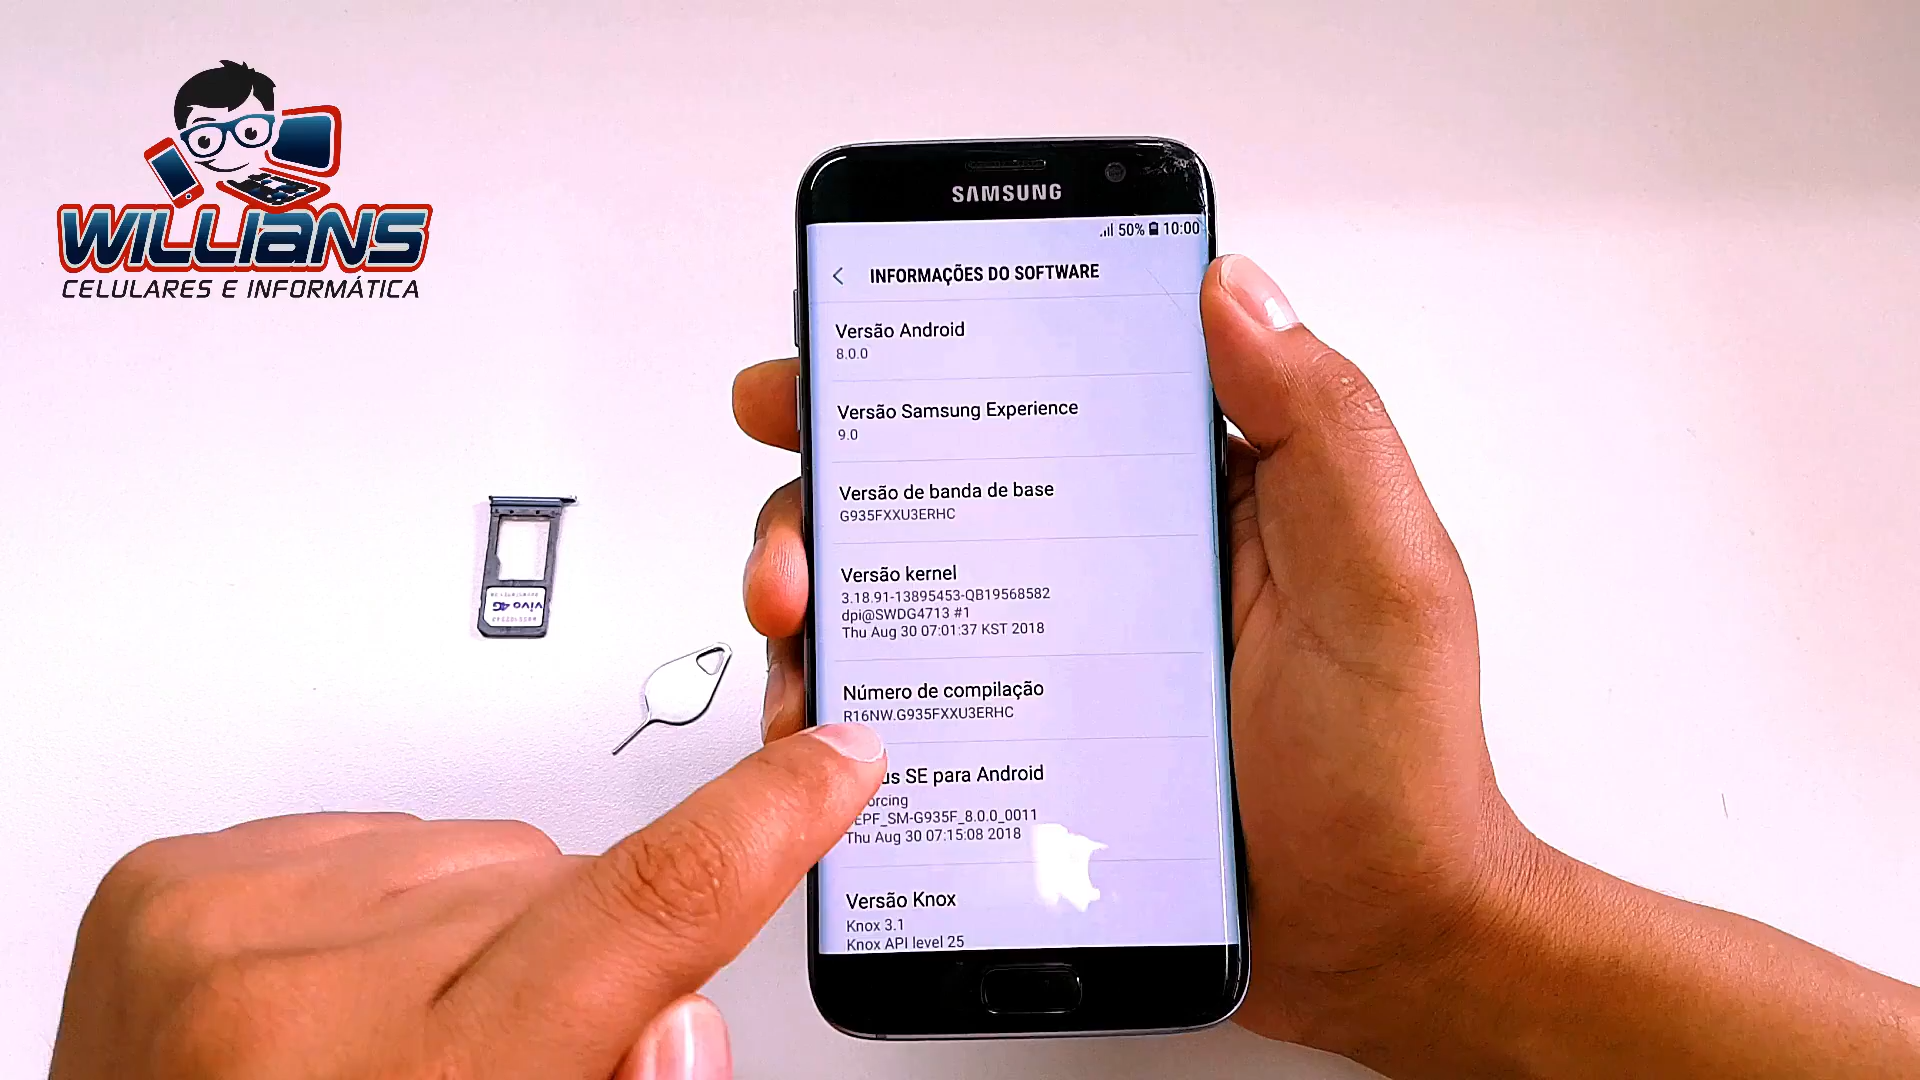 WILLIANS
CELULARES E INFORMÁTICA
SAMSUNG
50% 10:00
INFORMAÇÕES DO SOFTWARE
Versão Android
8.0.0
Versão Samsung Experience
9.0
Versão de banda de base
G935FXXU3ERHC
Versão kernel
3.18.91-13895453-QB19568582
dpi@SWDG4713 #1
Thu Aug 30 07:01:37 KST 2018
Número de compilação
R16NW.G935FXXU3ERHC
us SE para Android
orcing
EPF_SM-G935F_8.0.0_0011
Thu Aug 30 07:15:08 2018
Versão Knox
Knox 3.1
Knox API level 25
vivo 4G